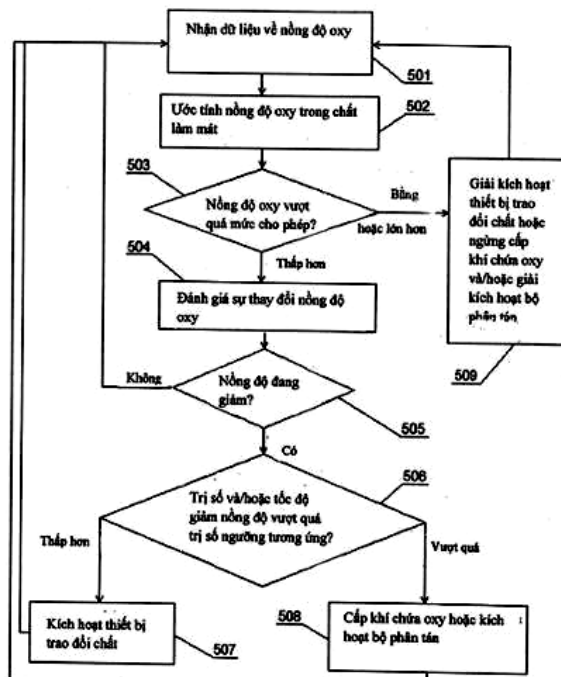 Nhận dữ liệu về nồng độ oxy
501
Ước tính nồng độ oxy trong chất
làm mát
502
503
Nồng độ oxy vượt
quá mức cho phép?
Bằng
hoặc lớn hơn
Giải kích hoạt
thiết bị trao
đổi chất hoặc
ngừng cấp
khí chứa oxy
và/hoặc giải
kích hoạt bộ
phân tán
509
504
Thấp hơn
Đánh giá sự thay đổi nồng độ
oxy
Không
Nồng độ đang
giảm?
505
Có
506
Trị số và/hoặc tốc độ
giảm nồng độ vượt quá
trị số ngưỡng tương ứng?
Thấp hơn
Vượt quá
Kích hoạt thiết bị
trao đổi chất
507
508
Cấp khí chứa oxy hoặc kích
hoạt bộ phân tán